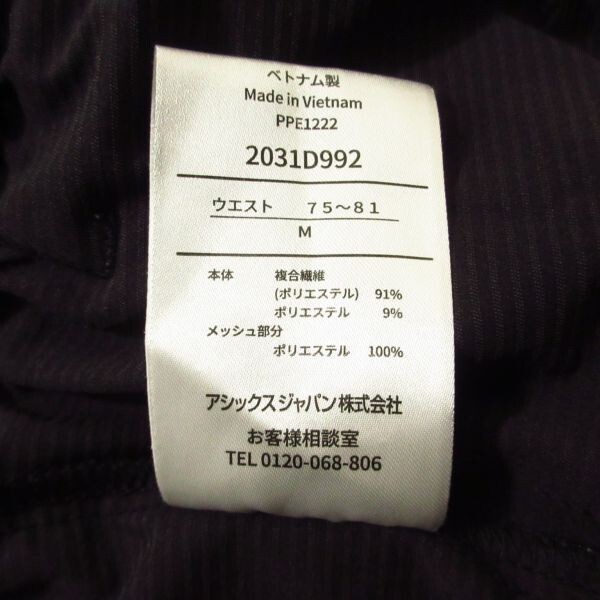 ベトナム製
Made in Vietnam
PPE1222
2031D992
ウエスト ７５～８１
M
本体 複合繊維
(ポリエステル) 91%
ポリエステル 9%
メッシュ部分
ポリエステル 100%
アシックスジャパン株式会社
お客様相談室
TEL 0120-068-806